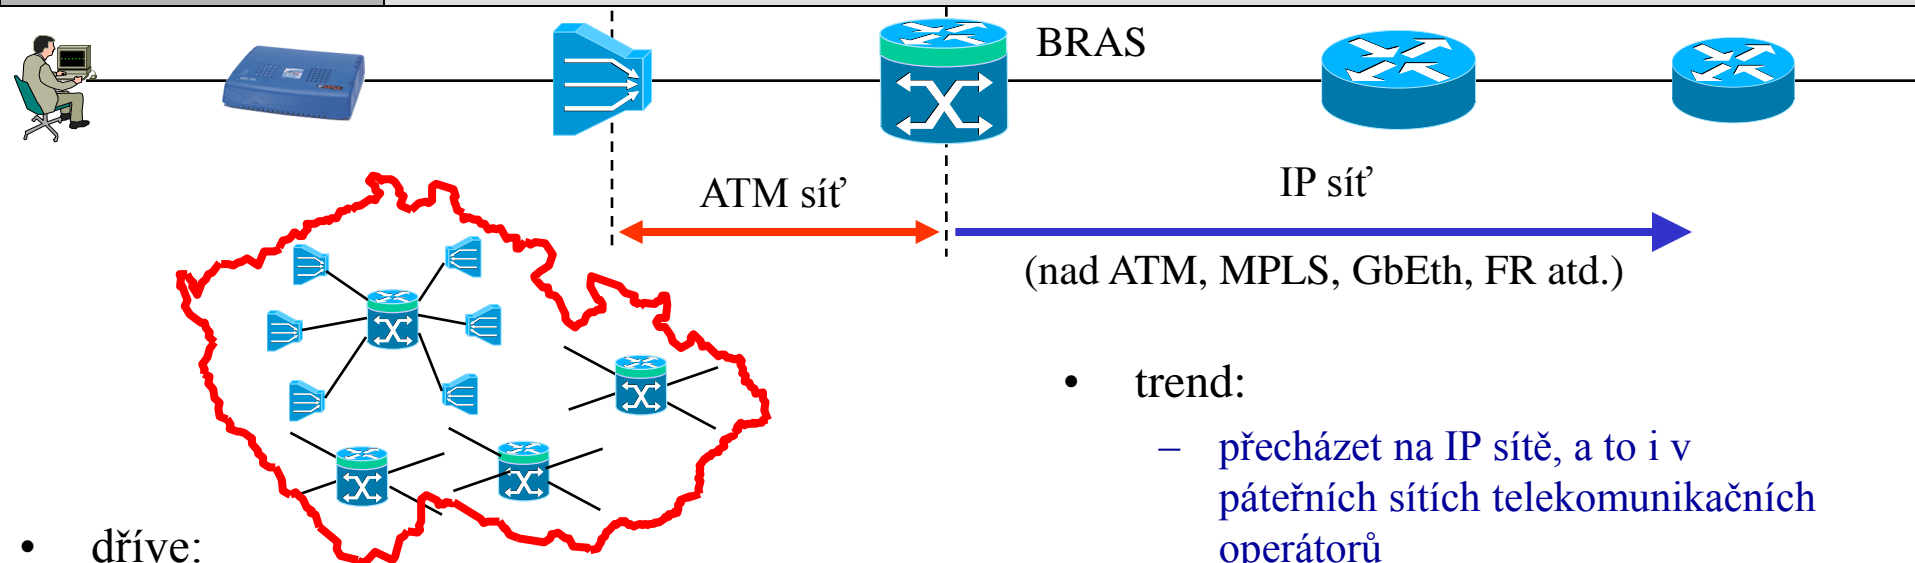 BRAS
ATM síť
IP síť
(nad ATM, MPLS, GbEth, FR atd.)
• trend:
– přecházet na IP sítě, a to i v
páteřních sítích telekomunikačních
operátorů
• dříve: